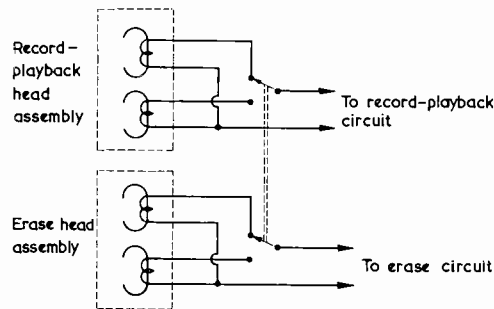 Record-
playback
head
assembly
To record-playback
circuit
Erase head
assembly
To erase circuit